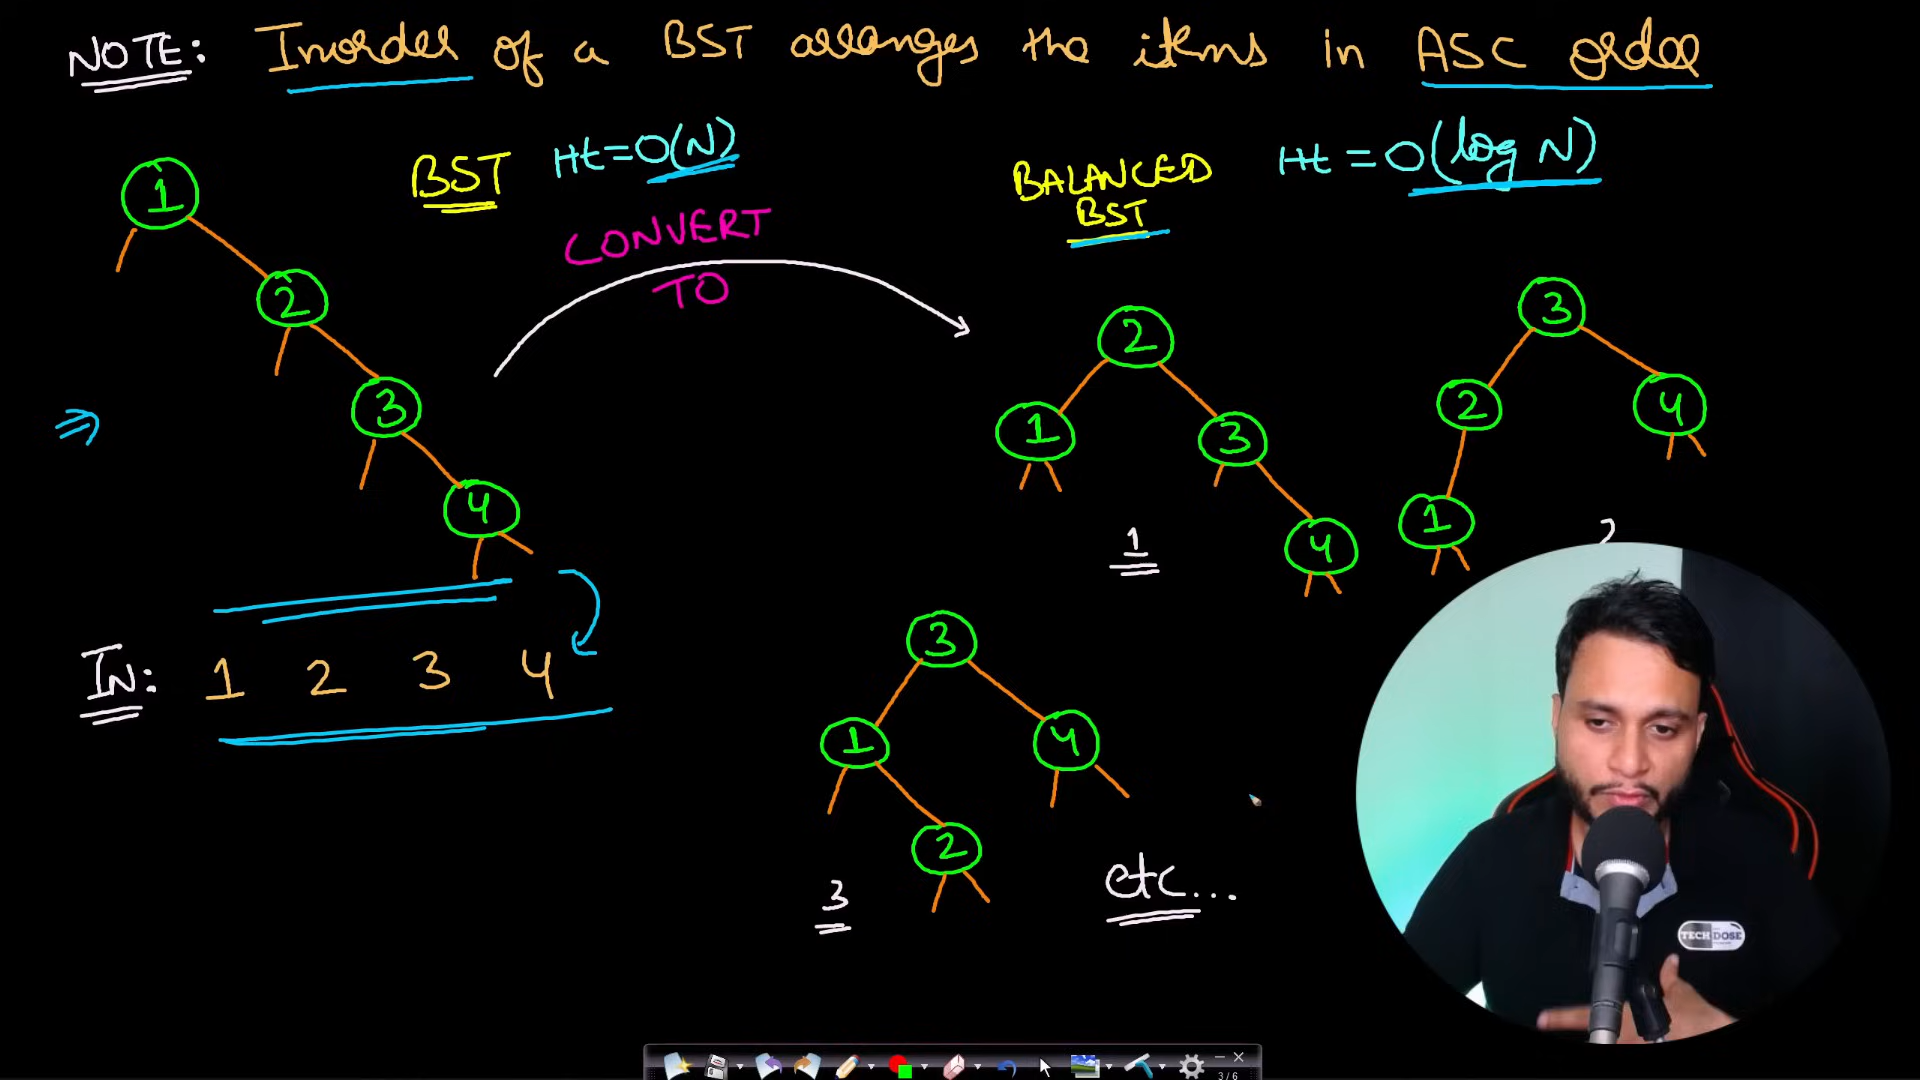 NOTE: Inorder of a BST arranges the items in ASC order
BST Ht=O(N)
BALANCED
BST
Ht = O(log N)
CONVERT
TO
1
2
3
4
2
1
3
4
1
3
2
4
1
IN: 1 2 3 4
3
1
4
2
3
etc...
TECH DOSE
3/6